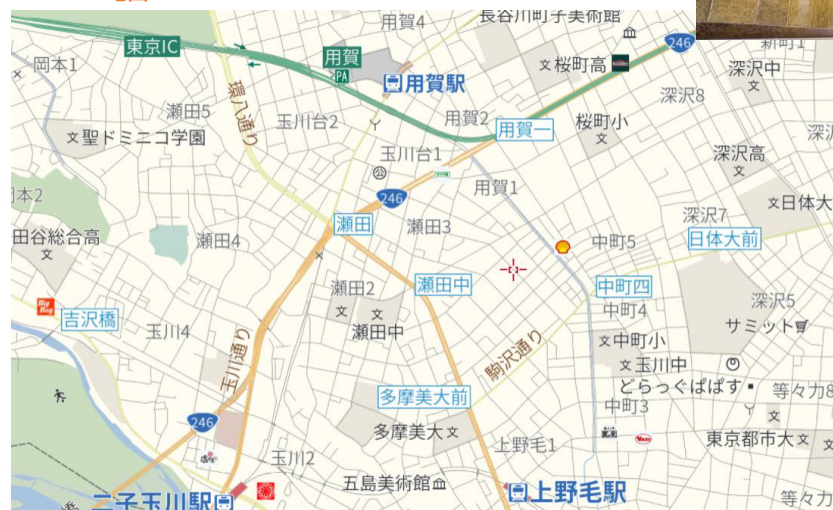 用賀4
長谷川町子美術館
東京IC
用賀
PA
用賀駅
桜町高
246
新町1
深沢中
岡本1
瀬田5
環八通り
玉川台2
用賀2
深沢8
桜町小
用賀一
聖ドミニコ学園
玉川台1
深沢高
岡本2
246
用賀1
日体大
瀬田3
深沢7
田谷総合高
瀬田4
瀬田
中町5
日体大前
瀬田2
瀬田中
中町四
Big Boy
吉沢橋
玉川4
瀬田中
中町4
深沢5
サミット
中町小
玉川通り
駒沢通り
玉川中
どらっぐぱぱす
等々力8
多摩美大前
中町3
246
多摩美大
上野毛1
東京都市大
玉川2
五島美術館
二子玉川駅
上野毛駅
等々力7